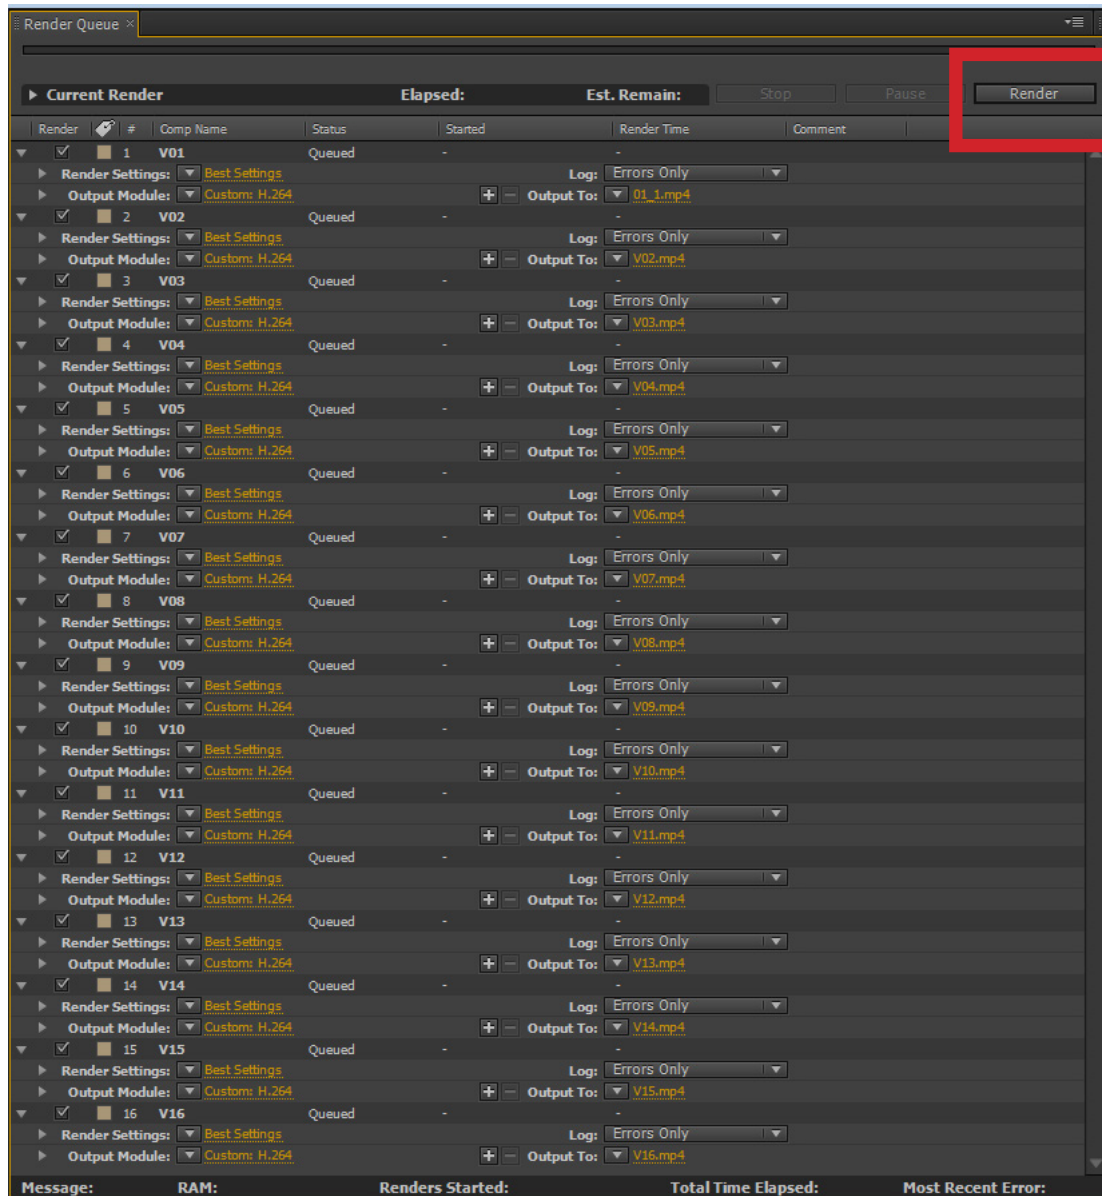 Render Queue ×
Current Render Elapsed: Est. Remain: Stop Pause Render
Render # Comp Name Status Started Render Time Comment
1 V01 Queued - -
Render Settings: Best Settings Log: Errors Only
Output Module: Custom: H.264 + - Output To: 01_1.mp4
2 V02 Queued - -
Render Settings: Best Settings Log: Errors Only
Output Module: Custom: H.264 + - Output To: V02.mp4
3 V03 Queued - -
Render Settings: Best Settings Log: Errors Only
Output Module: Custom: H.264 + - Output To: V03.mp4
4 V04 Queued - -
Render Settings: Best Settings Log: Errors Only
Output Module: Custom: H.264 + - Output To: V04.mp4
5 V05 Queued - -
Render Settings: Best Settings Log: Errors Only
Output Module: Custom: H.264 + - Output To: V05.mp4
6 V06 Queued - -
Render Settings: Best Settings Log: Errors Only
Output Module: Custom: H.264 + - Output To: V06.mp4
7 V07 Queued - -
Render Settings: Best Settings Log: Errors Only
Output Module: Custom: H.264 + - Output To: V07.mp4
8 V08 Queued - -
Render Settings: Best Settings Log: Errors Only
Output Module: Custom: H.264 + - Output To: V08.mp4
9 V09 Queued - -
Render Settings: Best Settings Log: Errors Only
Output Module: Custom: H.264 + - Output To: V09.mp4
10 V10 Queued - -
Render Settings: Best Settings Log: Errors Only
Output Module: Custom: H.264 + - Output To: V10.mp4
11 V11 Queued - -
Render Settings: Best Settings Log: Errors Only
Output Module: Custom: H.264 + - Output To: V11.mp4
12 V12 Queued - -
Render Settings: Best Settings Log: Errors Only
Output Module: Custom: H.264 + - Output To: V12.mp4
13 V13 Queued - -
Render Settings: Best Settings Log: Errors Only
Output Module: Custom: H.264 + - Output To: V13.mp4
14 V14 Queued - -
Render Settings: Best Settings Log: Errors Only
Output Module: Custom: H.264 + - Output To: V14.mp4
15 V15 Queued - -
Render Settings: Best Settings Log: Errors Only
Output Module: Custom: H.264 + - Output To: V15.mp4
16 V16 Queued - -
Render Settings: Best Settings Log: Errors Only
Output Module: Custom: H.264 + - Output To: V16.mp4
Message: RAM: Renders Started: Total Time Elapsed: Most Recent Error: